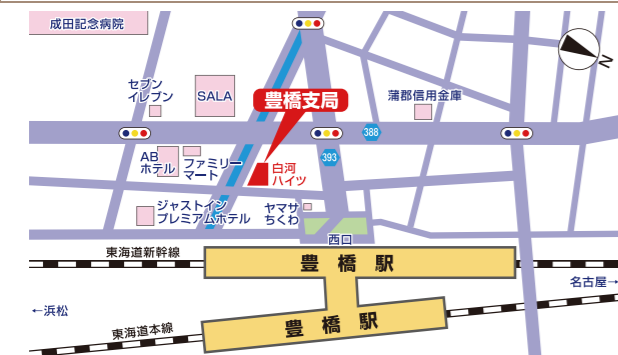 成田記念病院
セブン
イレブン
SALA
豊橋支局
蒲郡信用金庫
N
388
393
AB
ホテル
ファミリー
マート
白河
ハイツ
ジャストイン
プレミアムホテル
ヤマサ
ちくわ
西口
東海道新幹線
豊橋駅
名古屋→
←浜松
東海道本線
豊橋駅